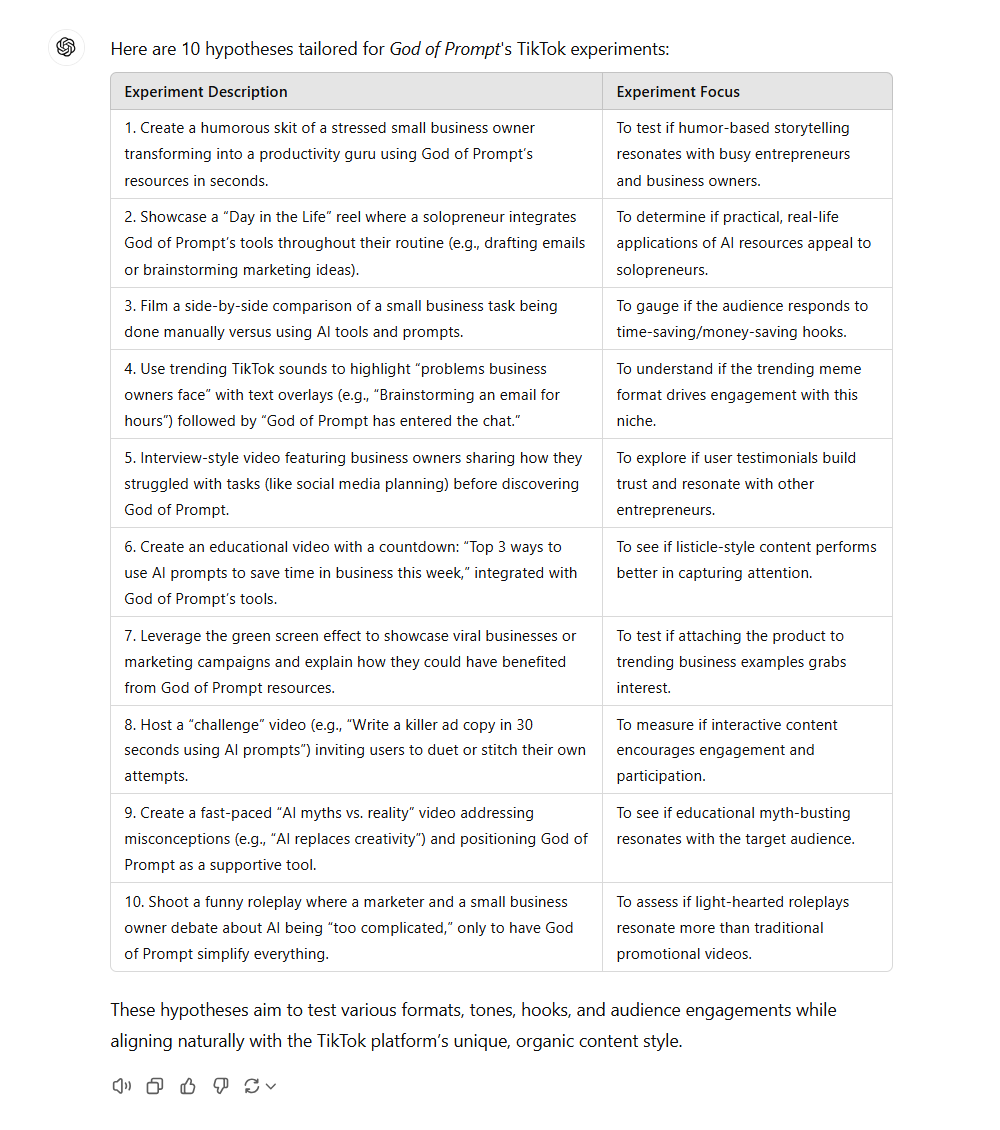 Here are 10 hypotheses tailored for God of Prompt's TikTok experiments:
Experiment Description
Experiment Focus
1. Create a humorous skit of a stressed small business owner
transforming into a productivity guru using God of Prompt’s
resources in seconds.
To test if humor-based storytelling
resonates with busy entrepreneurs
and business owners.
2. Showcase a “Day in the Life” reel where a solopreneur integrates
God of Prompt’s tools throughout their routine (e.g., drafting emails
or brainstorming marketing ideas).
To determine if practical, real-life
applications of AI resources appeal to
solopreneurs.
3. Film a side-by-side comparison of a small business task being
done manually versus using AI tools and prompts.
To gauge if the audience responds to
time-saving/money-saving hooks.
4. Use trending TikTok sounds to highlight “problems business
owners face” with text overlays (e.g., “Brainstorming an email for
hours”) followed by “God of Prompt has entered the chat.”
To understand if the trending meme
format drives engagement with this
niche.
5. Interview-style video featuring business owners sharing how they
struggled with tasks (like social media planning) before discovering
God of Prompt.
To explore if user testimonials build
trust and resonate with other
entrepreneurs.
6. Create an educational video with a countdown: “Top 3 ways to
use AI prompts to save time in business this week,” integrated with
God of Prompt’s tools.
To see if listicle-style content performs
better in capturing attention.
7. Leverage the green screen effect to showcase viral businesses or
marketing campaigns and explain how they could have benefited
from God of Prompt resources.
To test if attaching the product to
trending business examples grabs
interest.
8. Host a “challenge” video (e.g., “Write a killer ad copy in 30
seconds using AI prompts”) inviting users to duet or stitch their own
attempts.
To measure if interactive content
encourages engagement and
participation.
9. Create a fast-paced “AI myths vs. reality” video addressing
misconceptions (e.g., “AI replaces creativity”) and positioning God of
Prompt as a supportive tool.
To see if educational myth-busting
resonates with the target audience.
10. Shoot a funny roleplay where a marketer and a small business
owner debate about AI being “too complicated,” only to have God
of Prompt simplify everything.
To assess if light-hearted roleplays
resonate more than traditional
promotional videos.
These hypotheses aim to test various formats, tones, hooks, and audience engagements while
aligning naturally with the TikTok platform’s unique, organic content style.